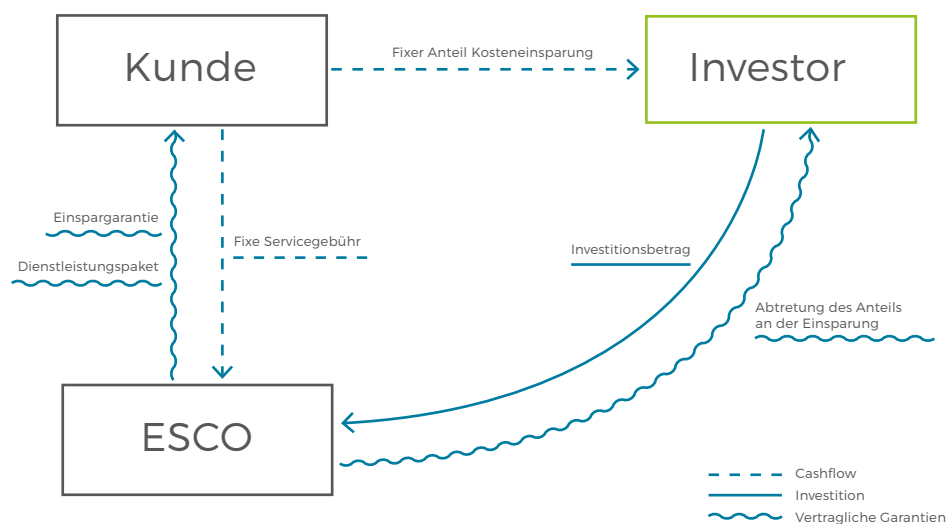 Kunde
Fixer Anteil Kosteneinsparung
Investor
Einspargarantie
Fixe Servicegebühr
Dienstleistungspaket
Investitionsbetrag
Abtretung des Anteils
an der Einsparung
ESCO
Cashflow
Investition
Vertragliche Garantien